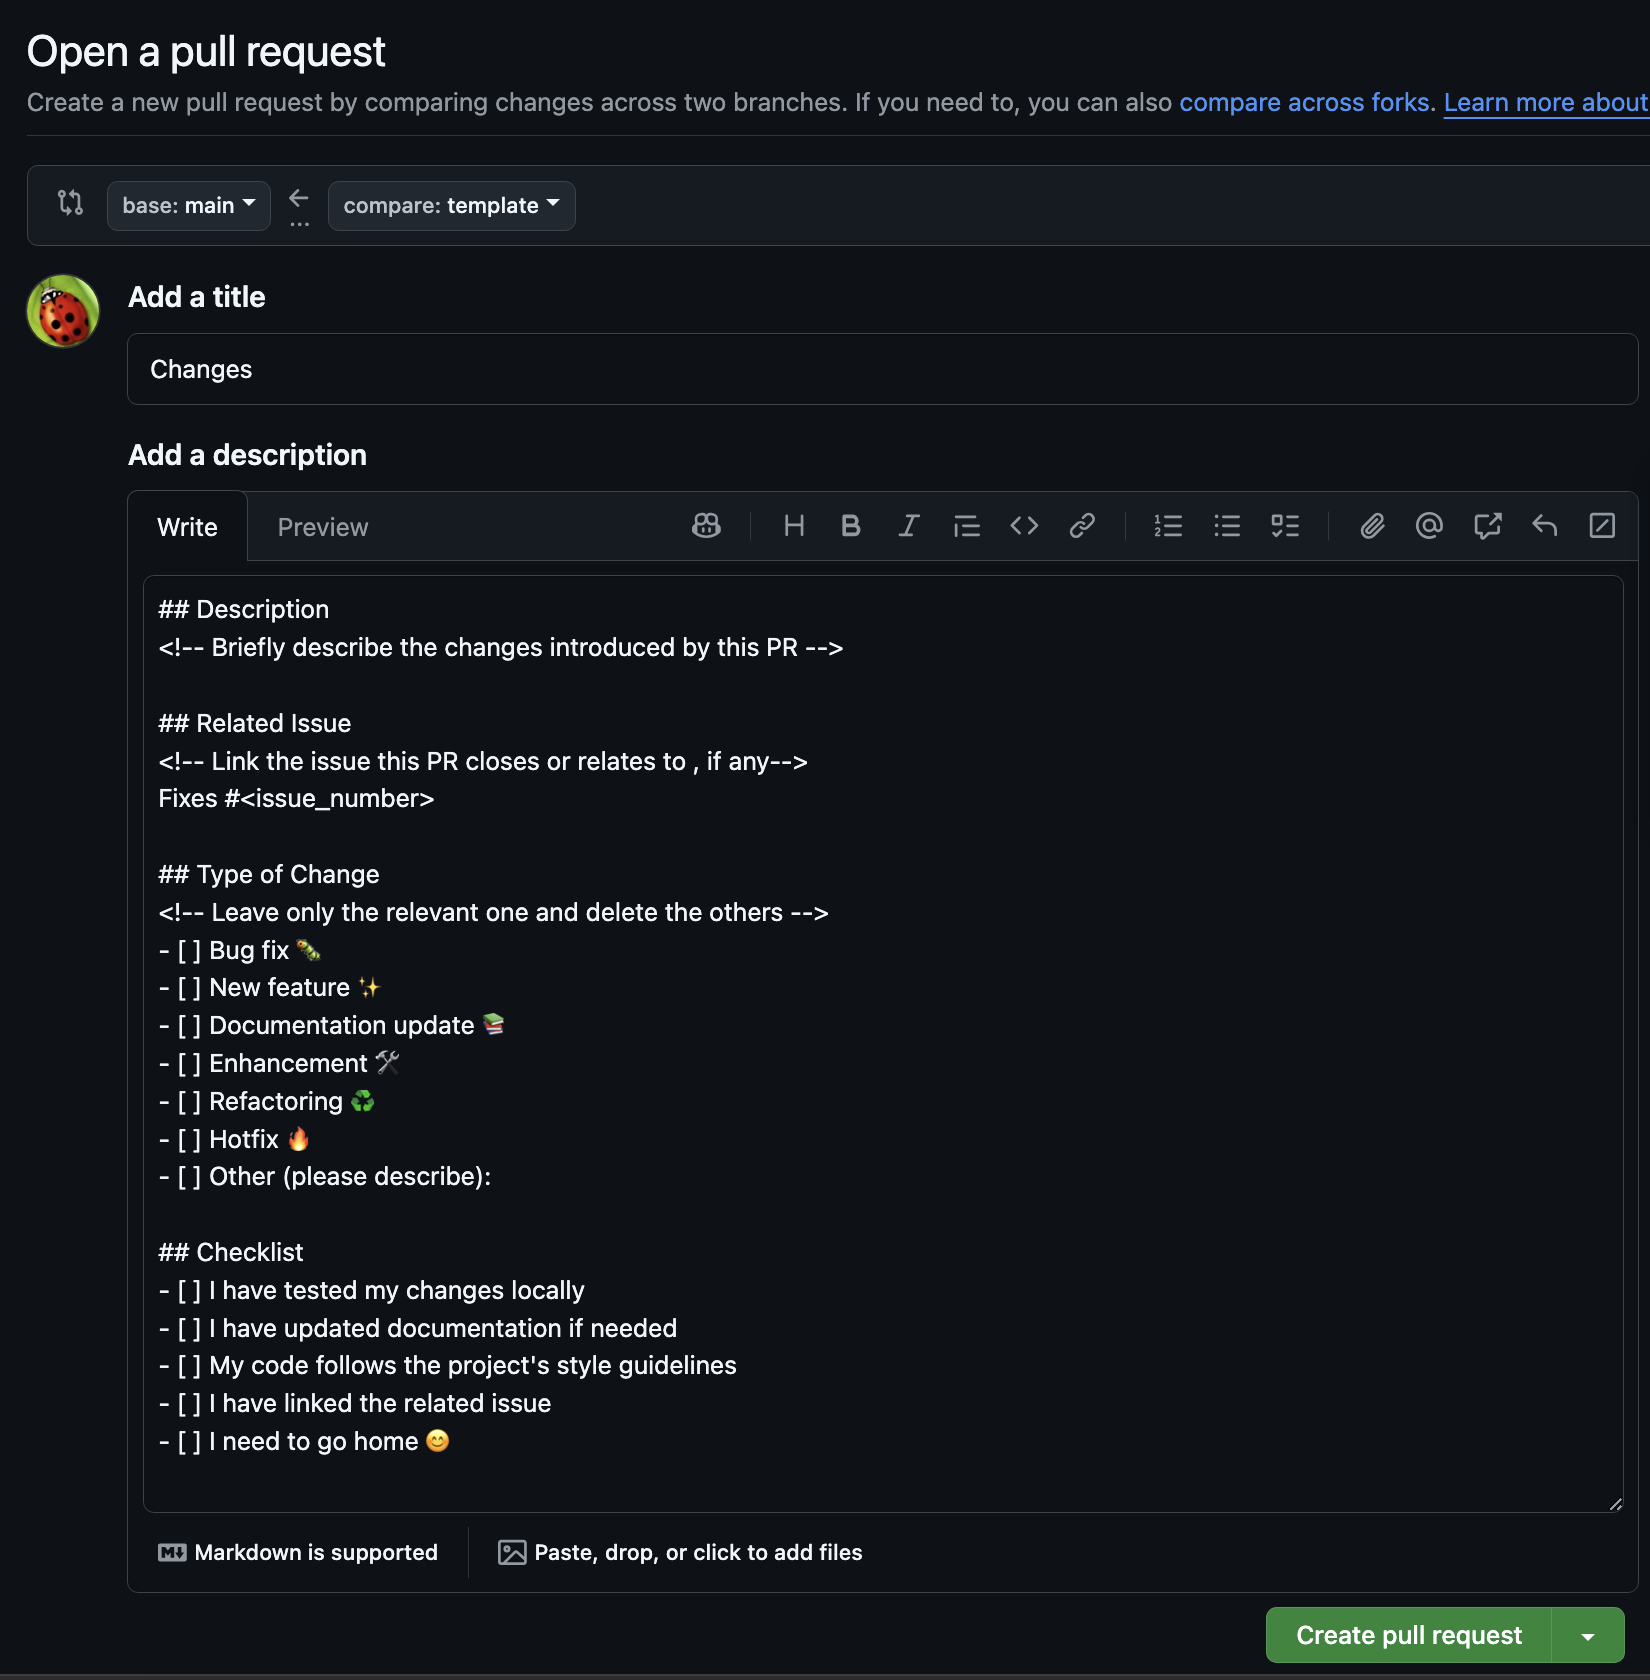 Open a pull request
Create a new pull request by comparing changes across two branches. If you need to, you can also compare across forks. Learn more about
base: main
compare: template
Add a title
Changes
Add a description
Write
Preview
## Description
<!-- Briefly describe the changes introduced by this PR -->
## Related Issue
<!-- Link the issue this PR closes or relates to , if any-->
Fixes #<issue_number>
## Type of Change
<!-- Leave only the relevant one and delete the others -->
- [ ] Bug fix 🐛
- [ ] New feature ✨
- [ ] Documentation update 📚
- [ ] Enhancement 🛠️
- [ ] Refactoring ♻️
- [ ] Hotfix 🔥
- [ ] Other (please describe):
## Checklist
- [ ] I have tested my changes locally
- [ ] I have updated documentation if needed
- [ ] My code follows the project's style guidelines
- [ ] I have linked the related issue
- [ ] I need to go home 😊
Markdown is supported
Paste, drop, or click to add files
Create pull request